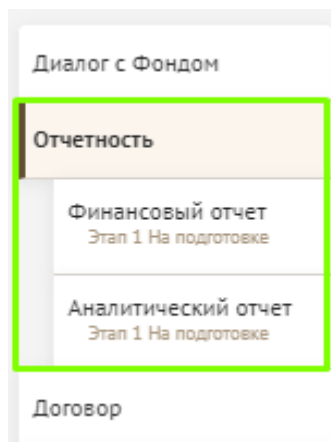 Диалог с Фондом
Отчетность
Финансовый отчет
Этап 1 На подготовке
Аналитический отчет
Этап 1 На подготовке
Договор